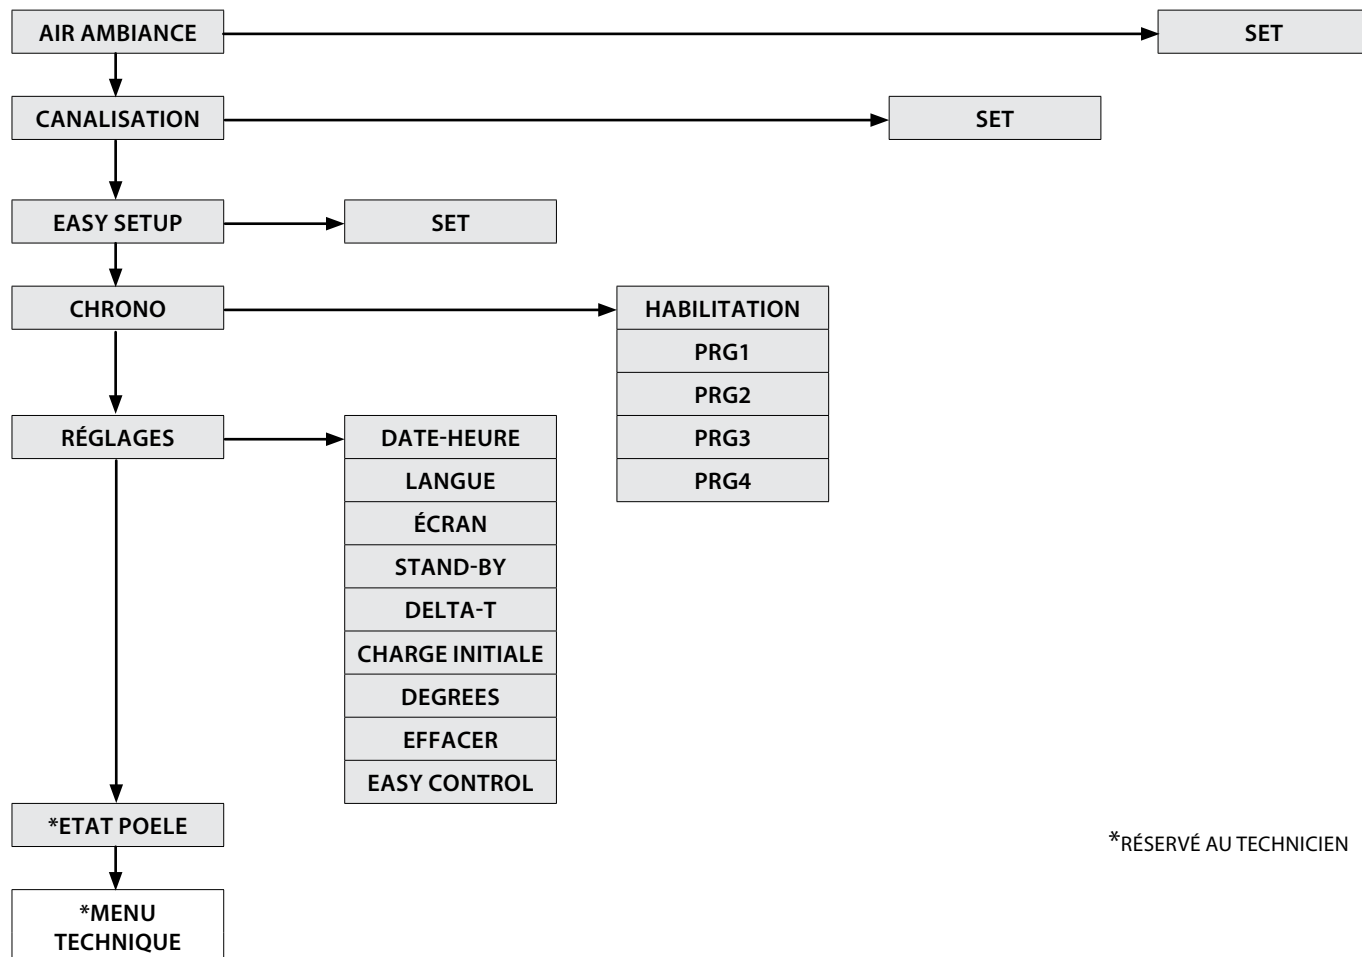 AIR AMBIANCE
SET
CANALISATION
SET
EASY SETUP
SET
CHRONO
HABILITATION
PRG1
PRG2
PRG3
PRG4
RÉGLAGES
DATE-HEURE
LANGUE
ÉCRAN
STAND-BY
DELTA-T
CHARGE INITIALE
DEGREES
EFFACER
EASY CONTROL
*ETAT POELE
*RÉSERVÉ AU TECHNICIEN
*MENU
TECHNIQUE